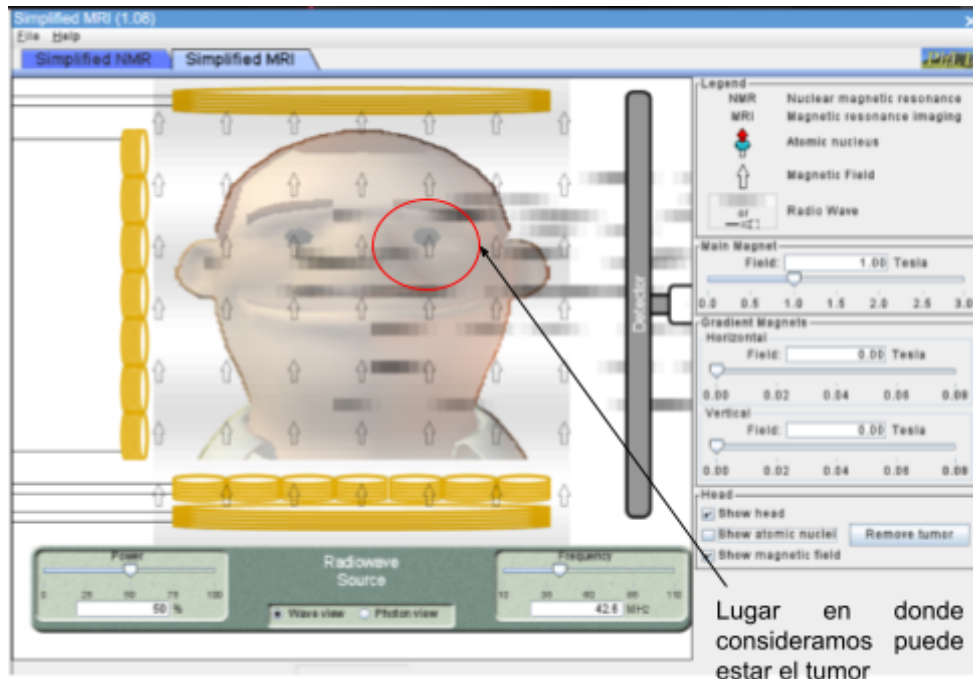 Simplified MRI (1.08)
File Help
Simplified NMR Simplified MRI
Legend
NMR Nuclear magnetic resonance
MRI Magnetic resonance imaging
Atomic nucleus
Magnetic Field
or Radio Wave
Main Magnet
Field: 1.00 Tesla
0.0 0.5 1.0 1.5 2.0 2.5 3.0
Gradient Magnets
Horizontal
Field: 0.00 Tesla
0.00 0.02 0.04 0.06 0.08
Vertical
Field: 0.00 Tesla
0.00 0.02 0.04 0.06 0.08
Head
Show head
Show atomic nuclei Remove tumor
Show magnetic field
Detector
Power
0 25 50 75 100
50 %
Radiowave
Source
Wave view Photon view
Frequency
10 35 60 85 110
42.6 MHz
Lugar en donde
consideramos puede
estar el tumor